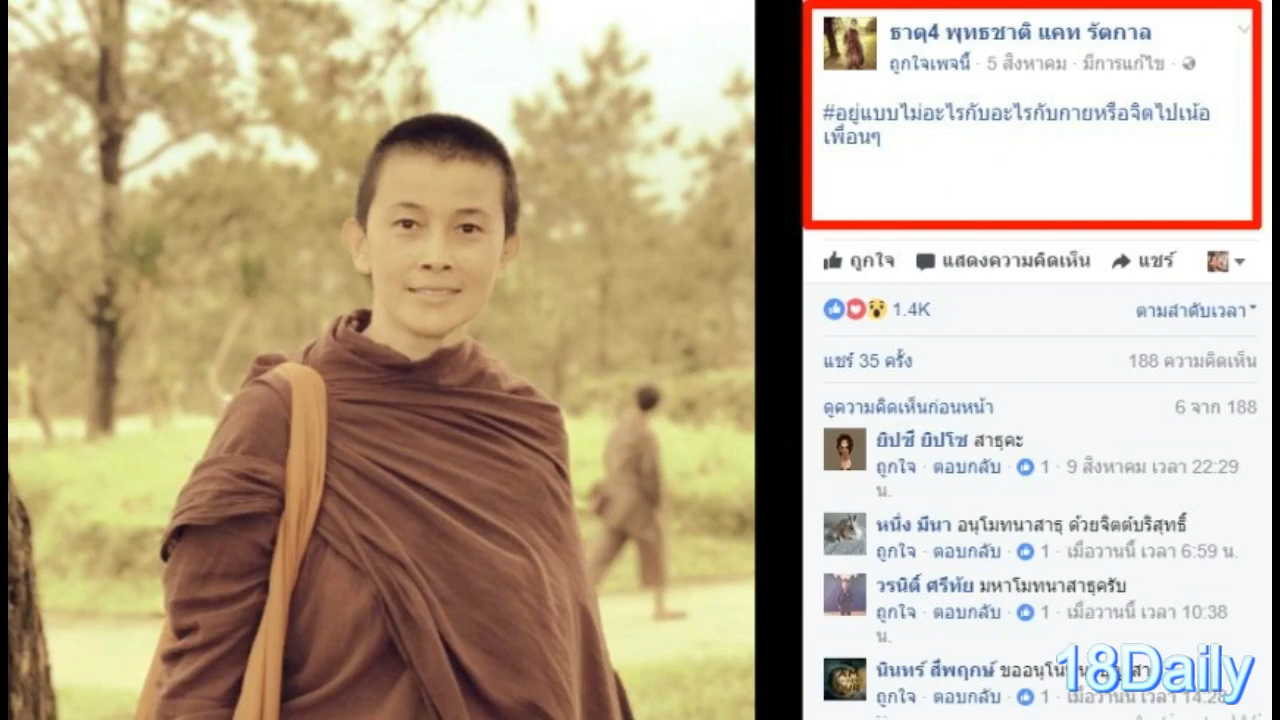 ธาตุ4 พุทธชาติ แคท รัตกาล
ถูกใจเพจนี้ · 5 สิงหาคม · มีการแก้ไข ·
#อยู่แบบไม่อะไรกับอะไรกับกายหรือจิตไปเน้อ
เพื่อนๆ
ถูกใจ แสดงความคิดเห็น แชร์
1.4K ตามลำดับเวลา
แชร์ 35 ครั้ง 188 ความคิดเห็น
ดูความคิดเห็นก่อนหน้า 6 จาก 188
ยิปซี ยิปโซ สาธุคะ
ถูกใจ · ตอบกลับ · 1 · 9 สิงหาคม เวลา 22:29
น.
หนึ่ง มีนา อนุโมทนาสาธุ ด้วยจิตต์บริสุทธิ์
ถูกใจ · ตอบกลับ · 1 · เมื่อวานนี้ เวลา 6:59 น.
วรนิติ์ ศรีทัย มหาโมทนาสาธุครับ
ถูกใจ · ตอบกลับ · 1 · เมื่อวานนี้ เวลา 10:38
น.
นินทร์ สี่พฤกษ์
18Daily
ถูกใจ · ตอบกลับ · 1 · เมื่อวานนี้ เวลา 14:28